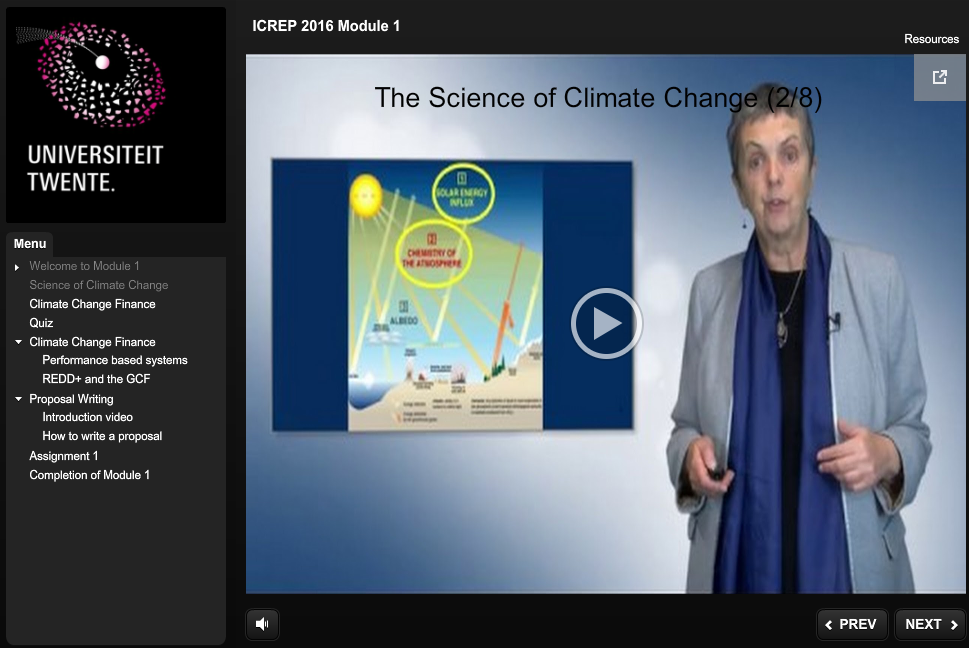 ICREP 2016 Module 1
Resources
UNIVERSITEIT
TWENTE.
Menu
Welcome to Module 1
Science of Climate Change
Climate Change Finance
Quiz
Climate Change Finance
Performance based systems
REDD+ and the GCF
Proposal Writing
Introduction video
How to write a proposal
Assignment 1
Completion of Module 1
The Science of Climate Change (2/8)
1
SOLAR ENERGY
INFLUX
2
CHEMISTRY OF
THE ATMOSPHERE
3
ALBEDO
PREV
NEXT